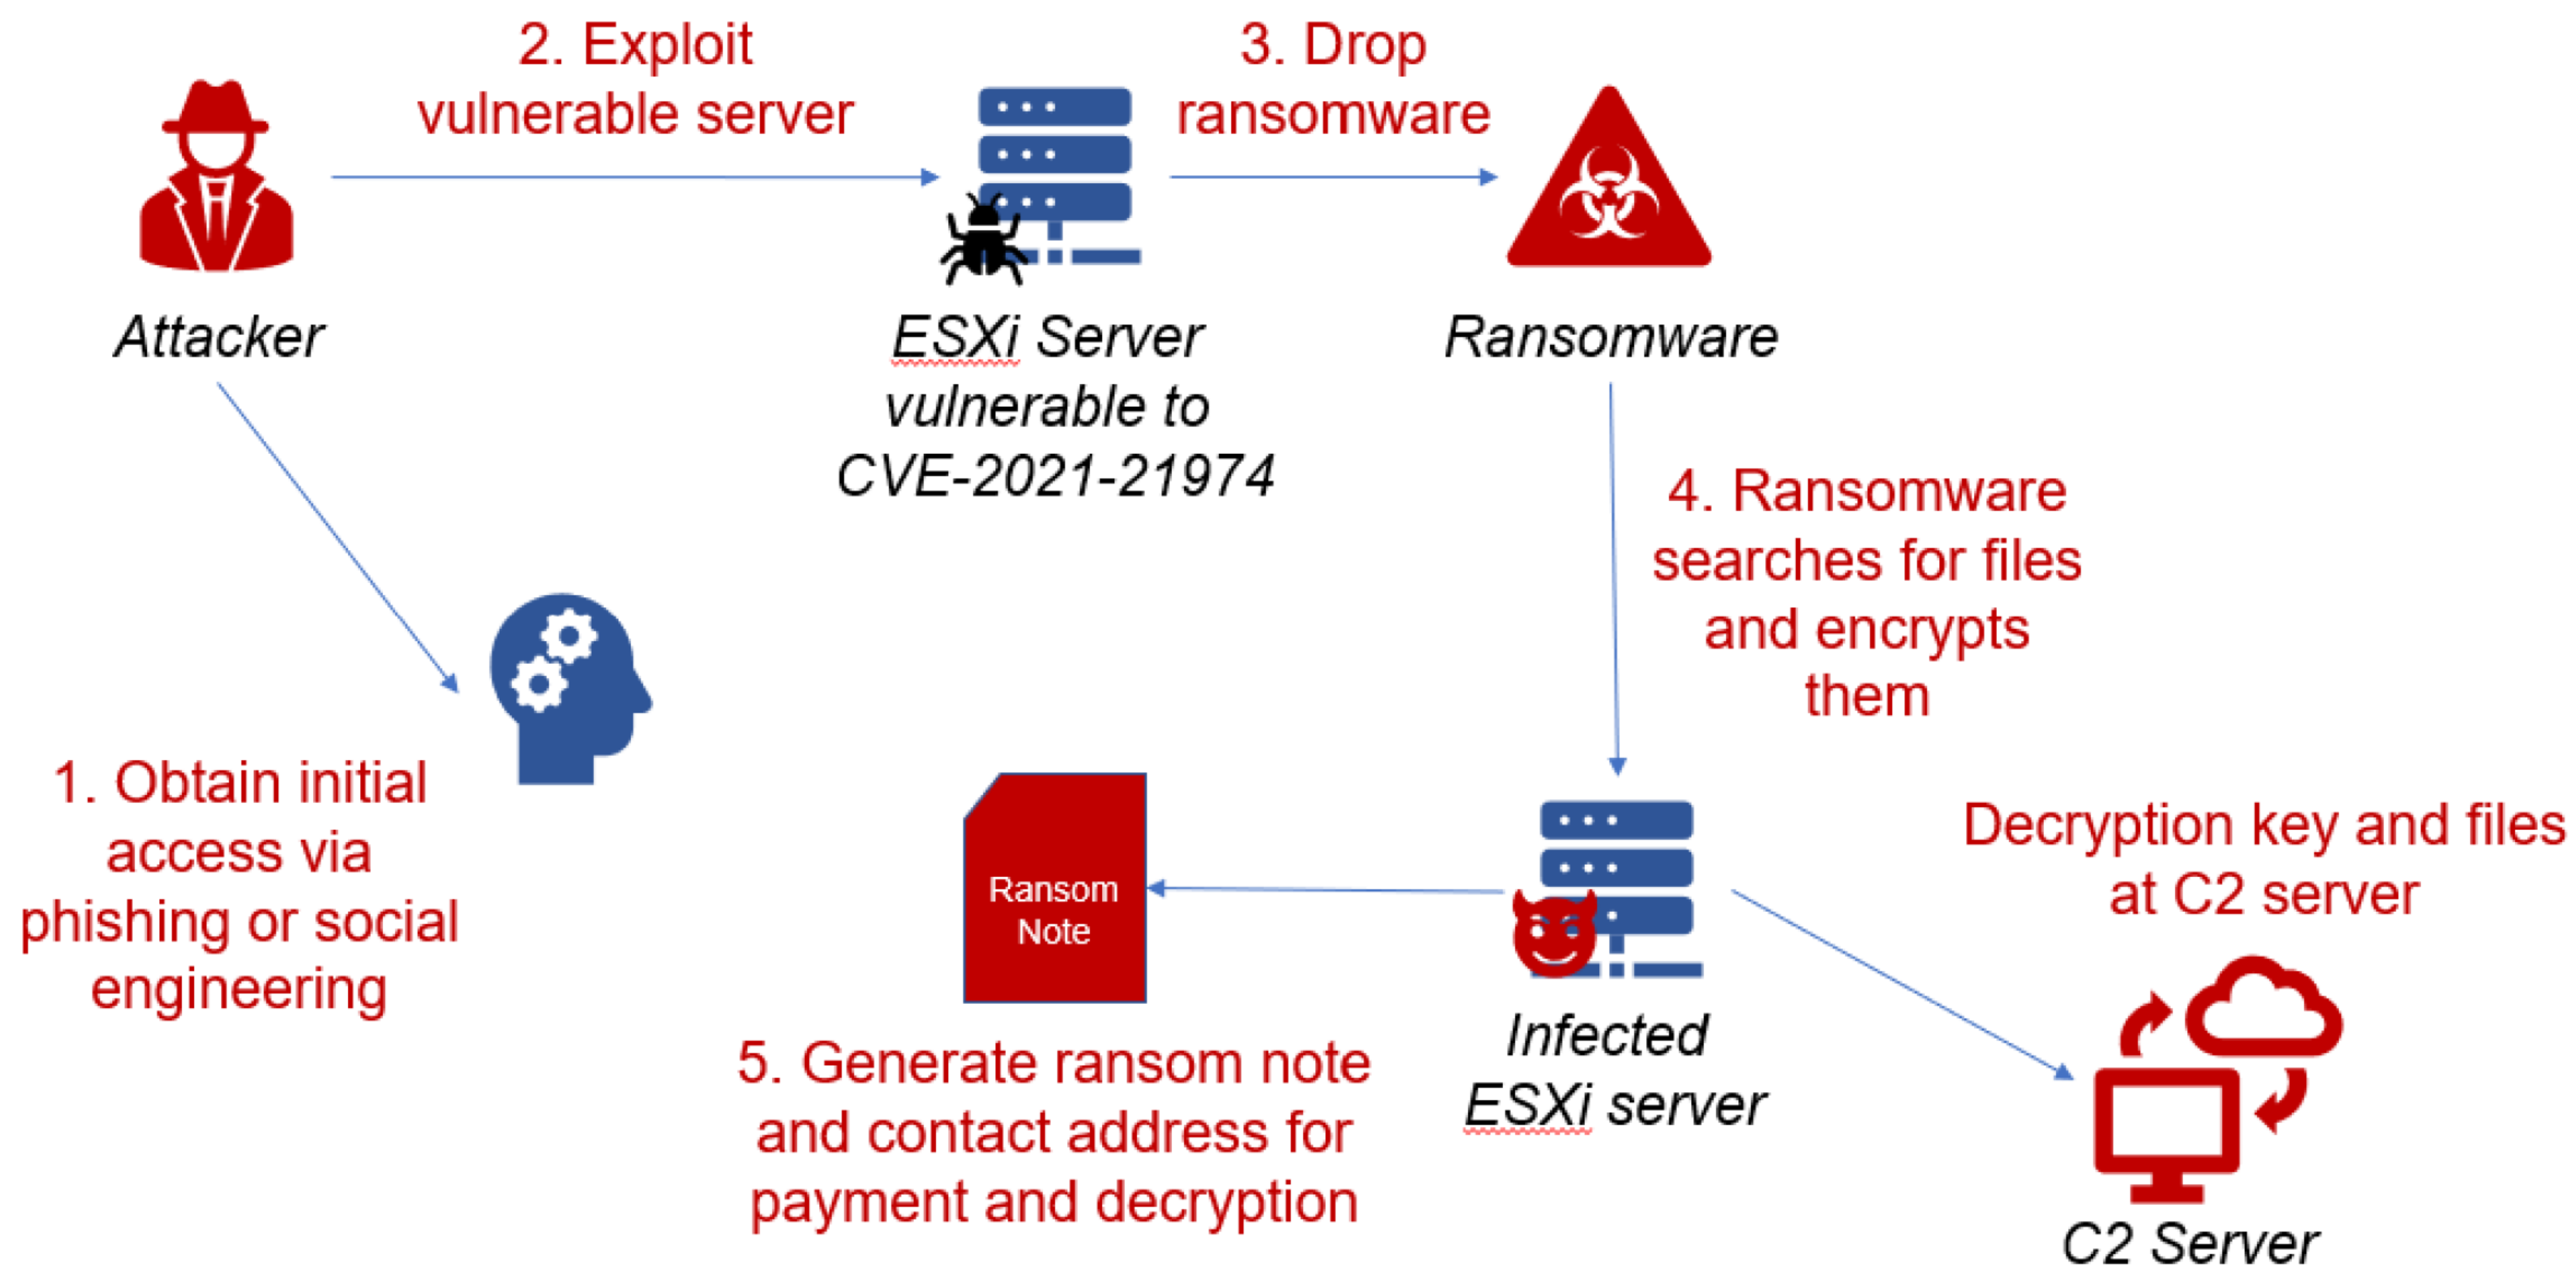 2. Exploit
vulnerable server
3. Drop
ransomware
Attacker
ESXi Server
vulnerable to
CVE-2021-21974
Ransomware
4. Ransomware
searches for files
and encrypts
them
1. Obtain initial
access via
phishing or social
engineering
Ransom
Note
5. Generate ransom note
and contact address for
payment and decryption
Infected
ESXi server
Decryption key and files
at C2 server
C2 Server